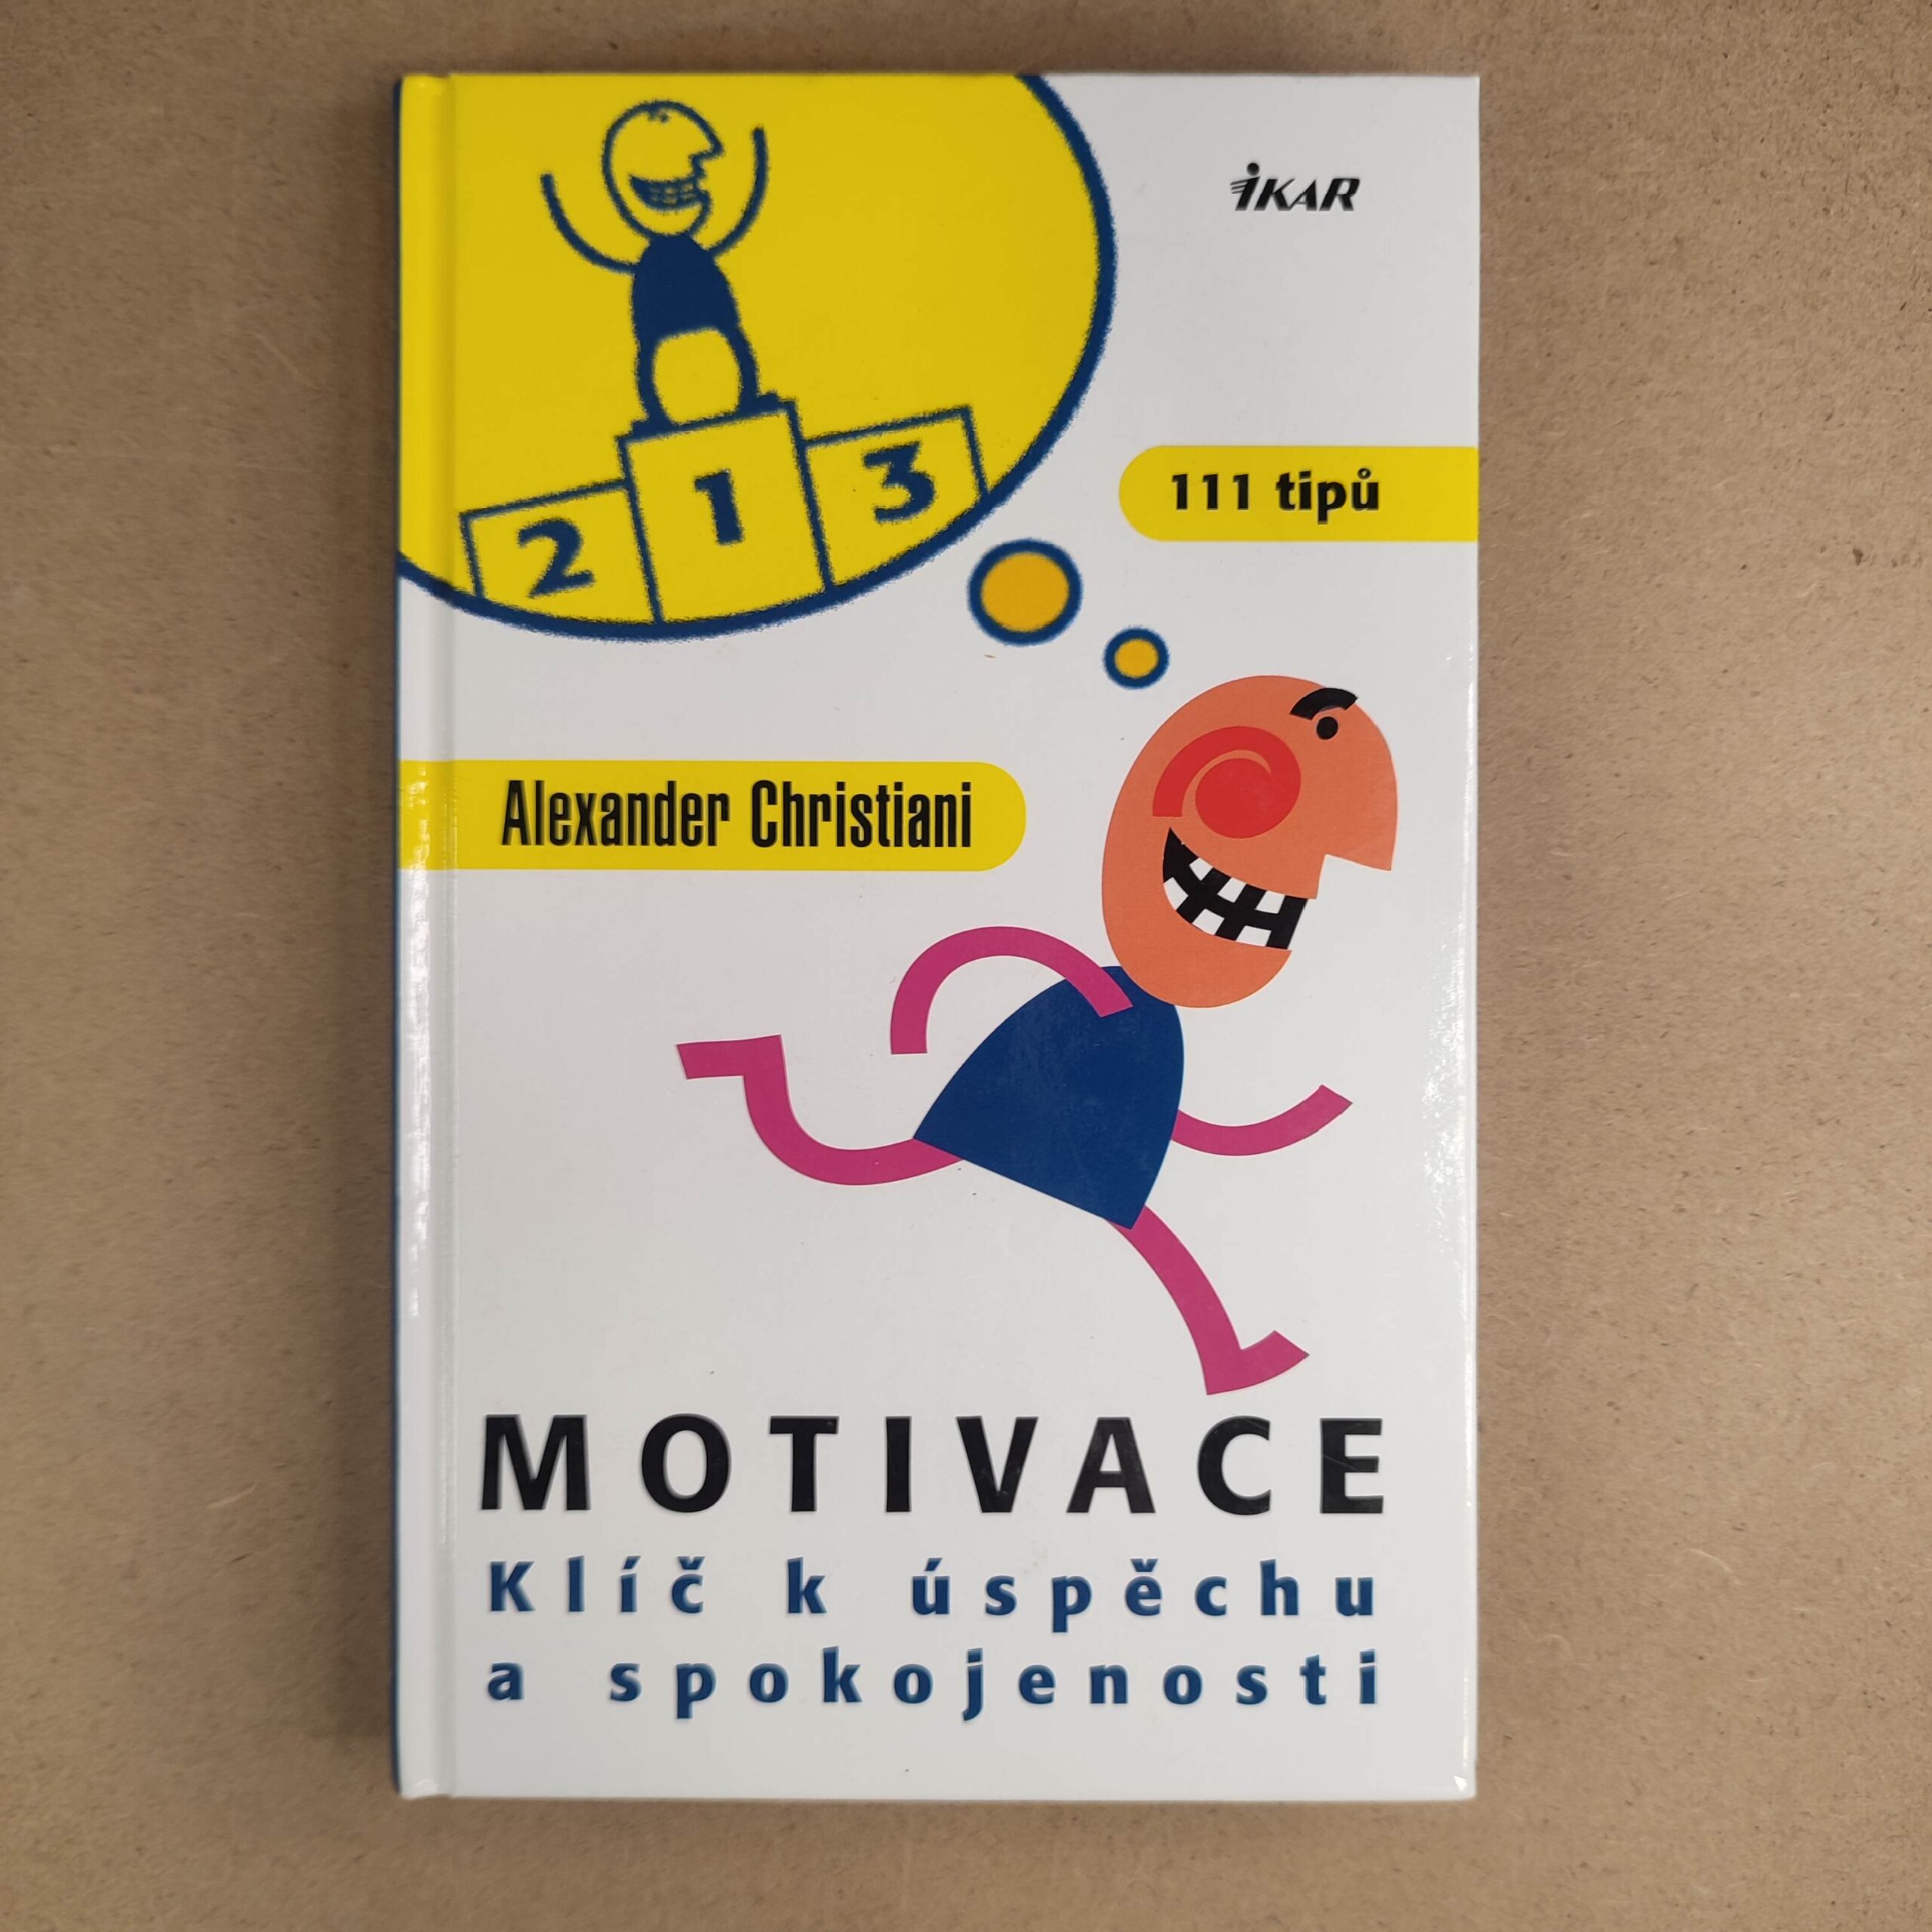 iKAR
2 1 3
111 tipů
Alexander Christiani
MOTIVACE
Klíč k úspěchu
a spokojenosti